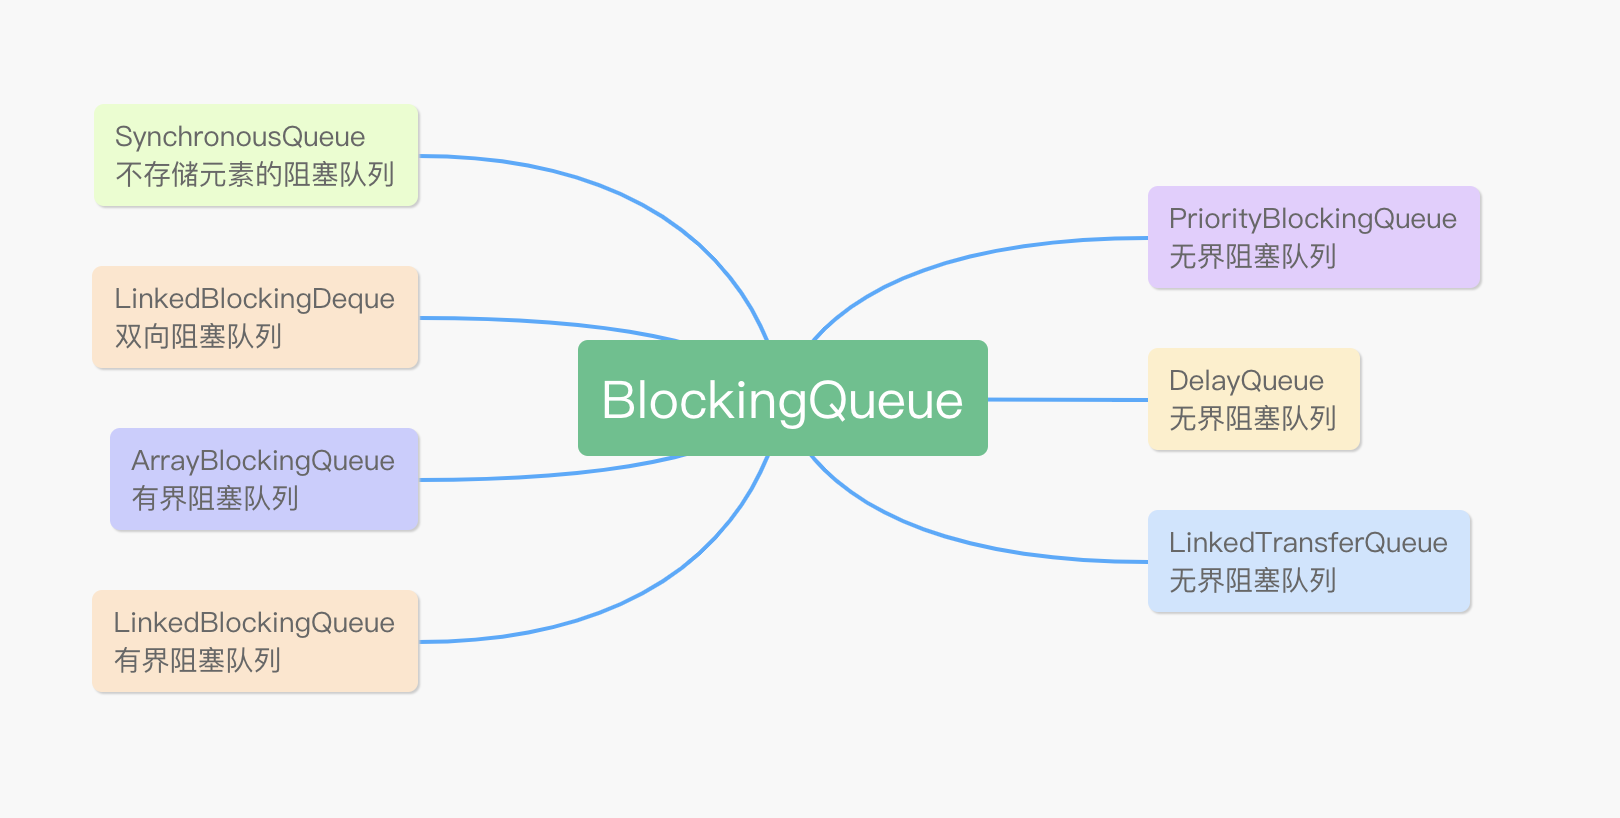 SynchronousQueue
不存储元素的阻塞队列
LinkedBlockingDeque
双向阻塞队列
ArrayBlockingQueue
有界阻塞队列
LinkedBlockingQueue
有界阻塞队列
BlockingQueue
PriorityBlockingQueue
无界阻塞队列
DelayQueue
无界阻塞队列
LinkedTransferQueue
无界阻塞队列